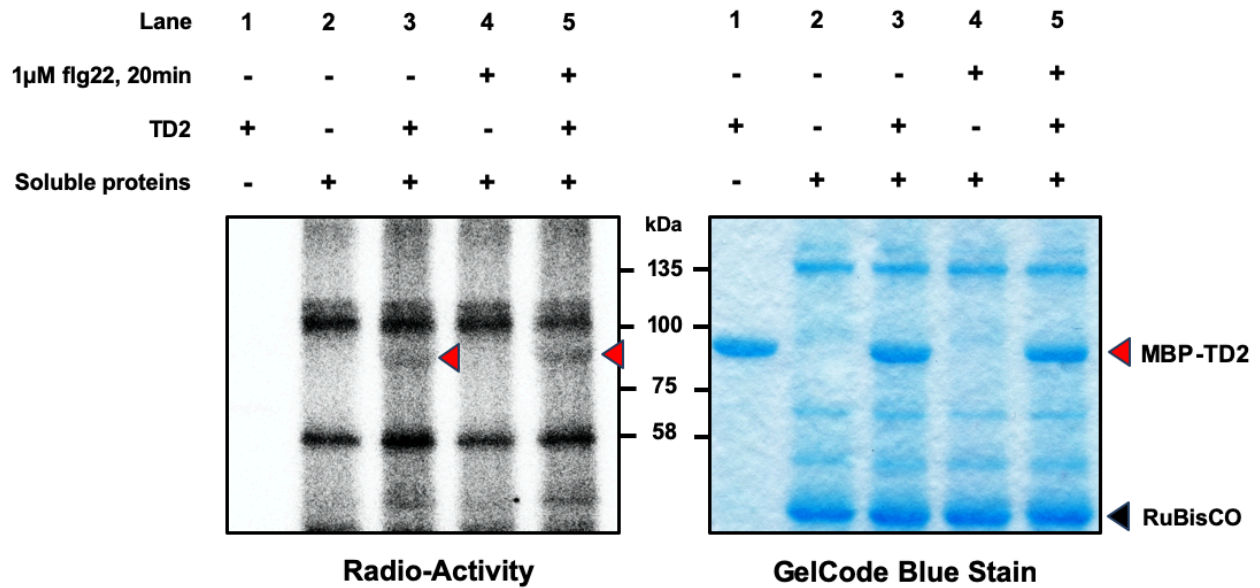 Lane 1 2 3 4 5 1 2 3 4 5
1µM flg22, 20min - - - + + - - - + +
TD2 + - + - + + - + - +
Soluble proteins - + + + + - + + + +
kDa
135
100
MBP-TD2
75
58
RuBisCO
Radio-Activity GelCode Blue Stain